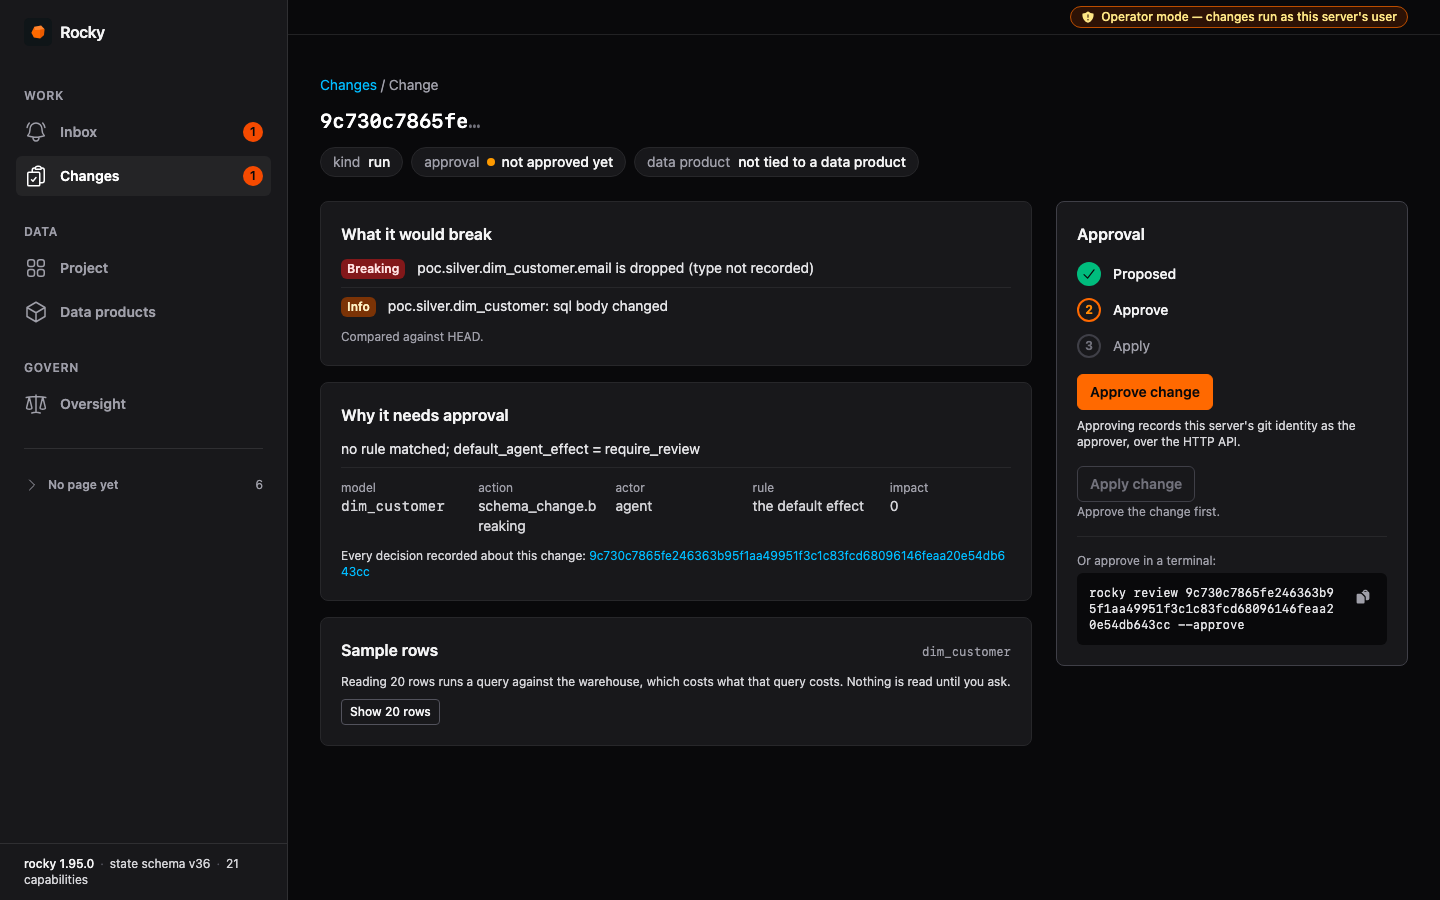 Rocky
Operator mode — changes run as this server's user
WORK
Inbox 1
Changes 1
DATA
Project
Data products
GOVERN
Oversight
No page yet 6
rocky 1.95.0 · state schema v36 · 21
capabilities
Changes / Change
9c730c7865fe…
kind run
approval not approved yet
data product not tied to a data product
What it would break
Breaking poc.silver.dim_customer.email is dropped (type not recorded)
Info poc.silver.dim_customer: sql body changed
Compared against HEAD.
Why it needs approval
no rule matched; default_agent_effect = require_review
model action actor rule impact
dim_customer schema_change.b agent the default effect 0
reaking
Every decision recorded about this change: 9c730c7865fe246363b95f1aa49951f3c1c83fcd68096146feaa20e54db6
43cc
Sample rows dim_customer
Reading 20 rows runs a query against the warehouse, which costs what that query costs. Nothing is read until you ask.
Show 20 rows
Approval
Proposed
2 Approve
3 Apply
Approve change
Approving records this server's git identity as the
approver, over the HTTP API.
Apply change
Approve the change first.
Or approve in a terminal:
rocky review 9c730c7865fe246363b9
5f1aa49951f3c1c83fcd68096146feaa2
0e54db643cc --approve